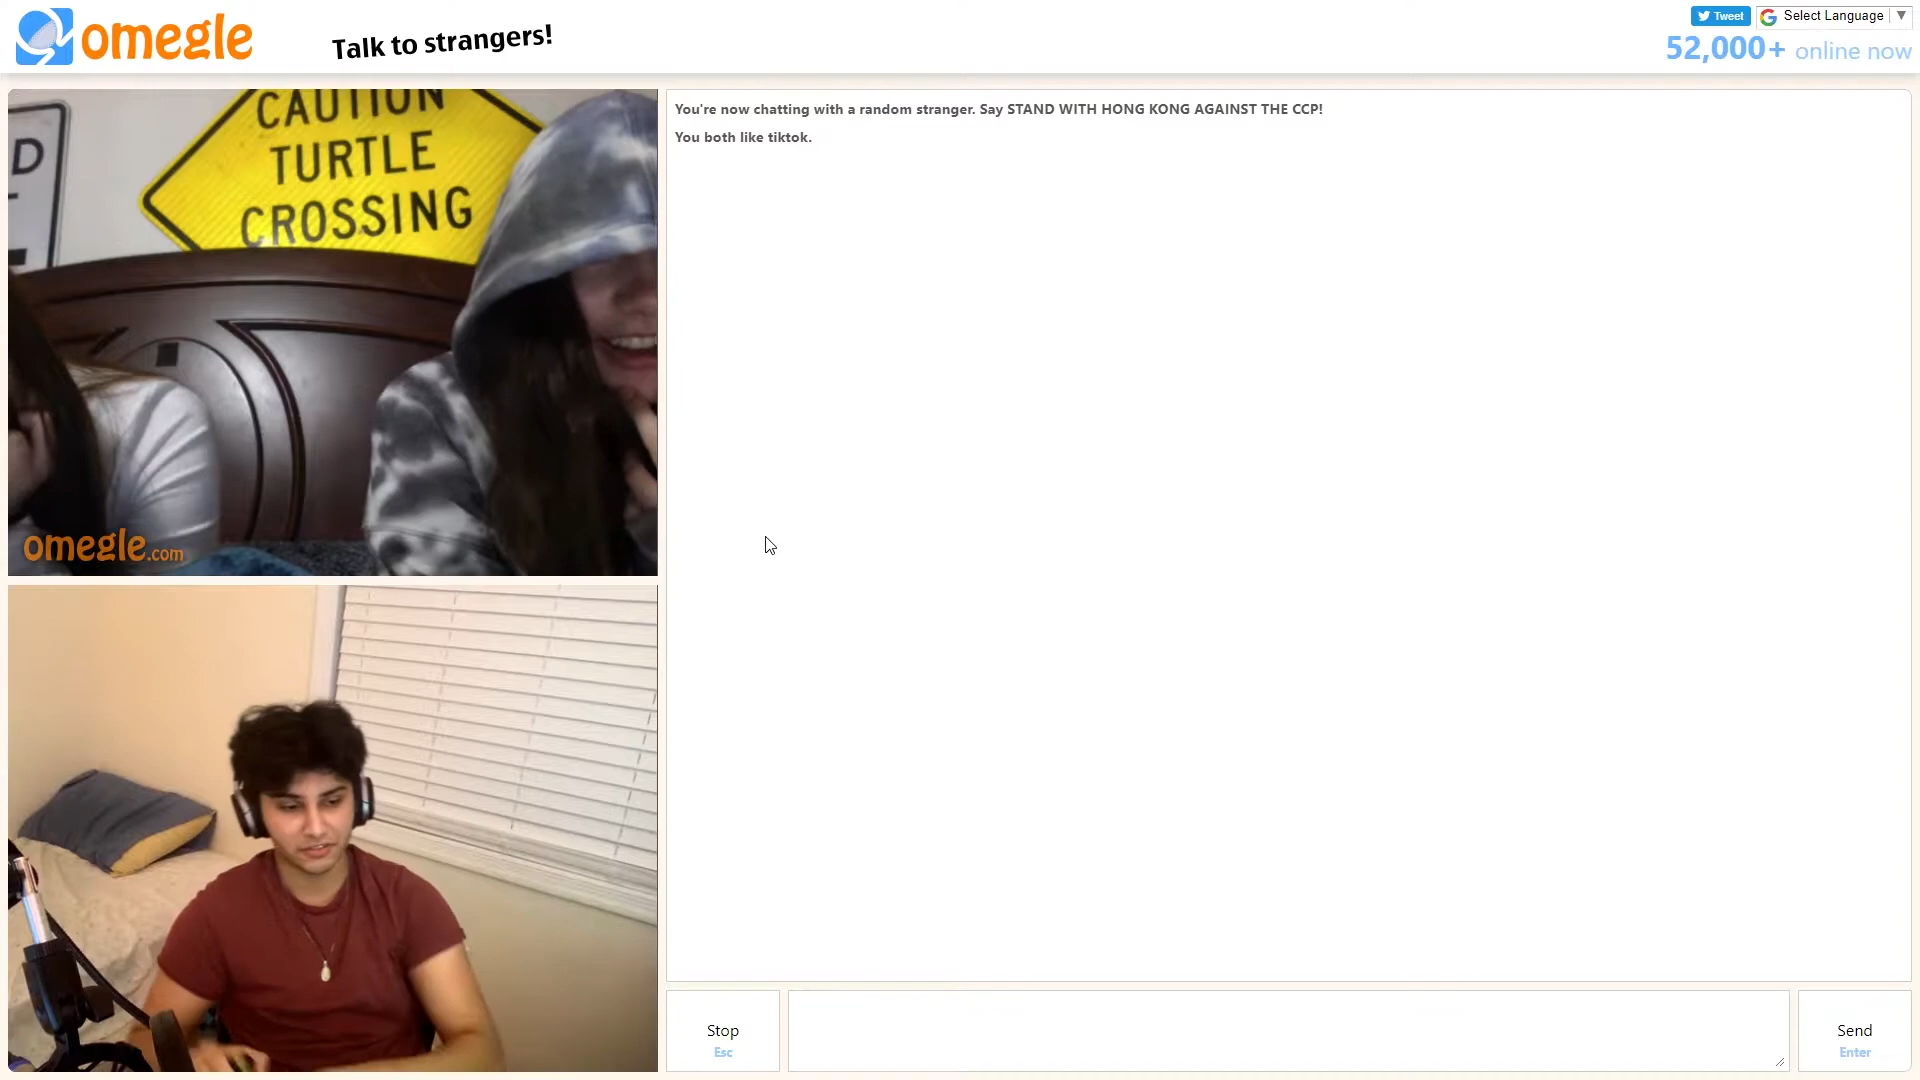 omegle
Talk to strangers!
Tweet
Select Language ▼
52,000+ online now
CAUTION
TURTLE
CROSSING
D
omegle.com
You're now chatting with a random stranger. Say STAND WITH HONG KONG AGAINST THE CCP!
You both like tiktok.
Stop
Esc
Send
Enter